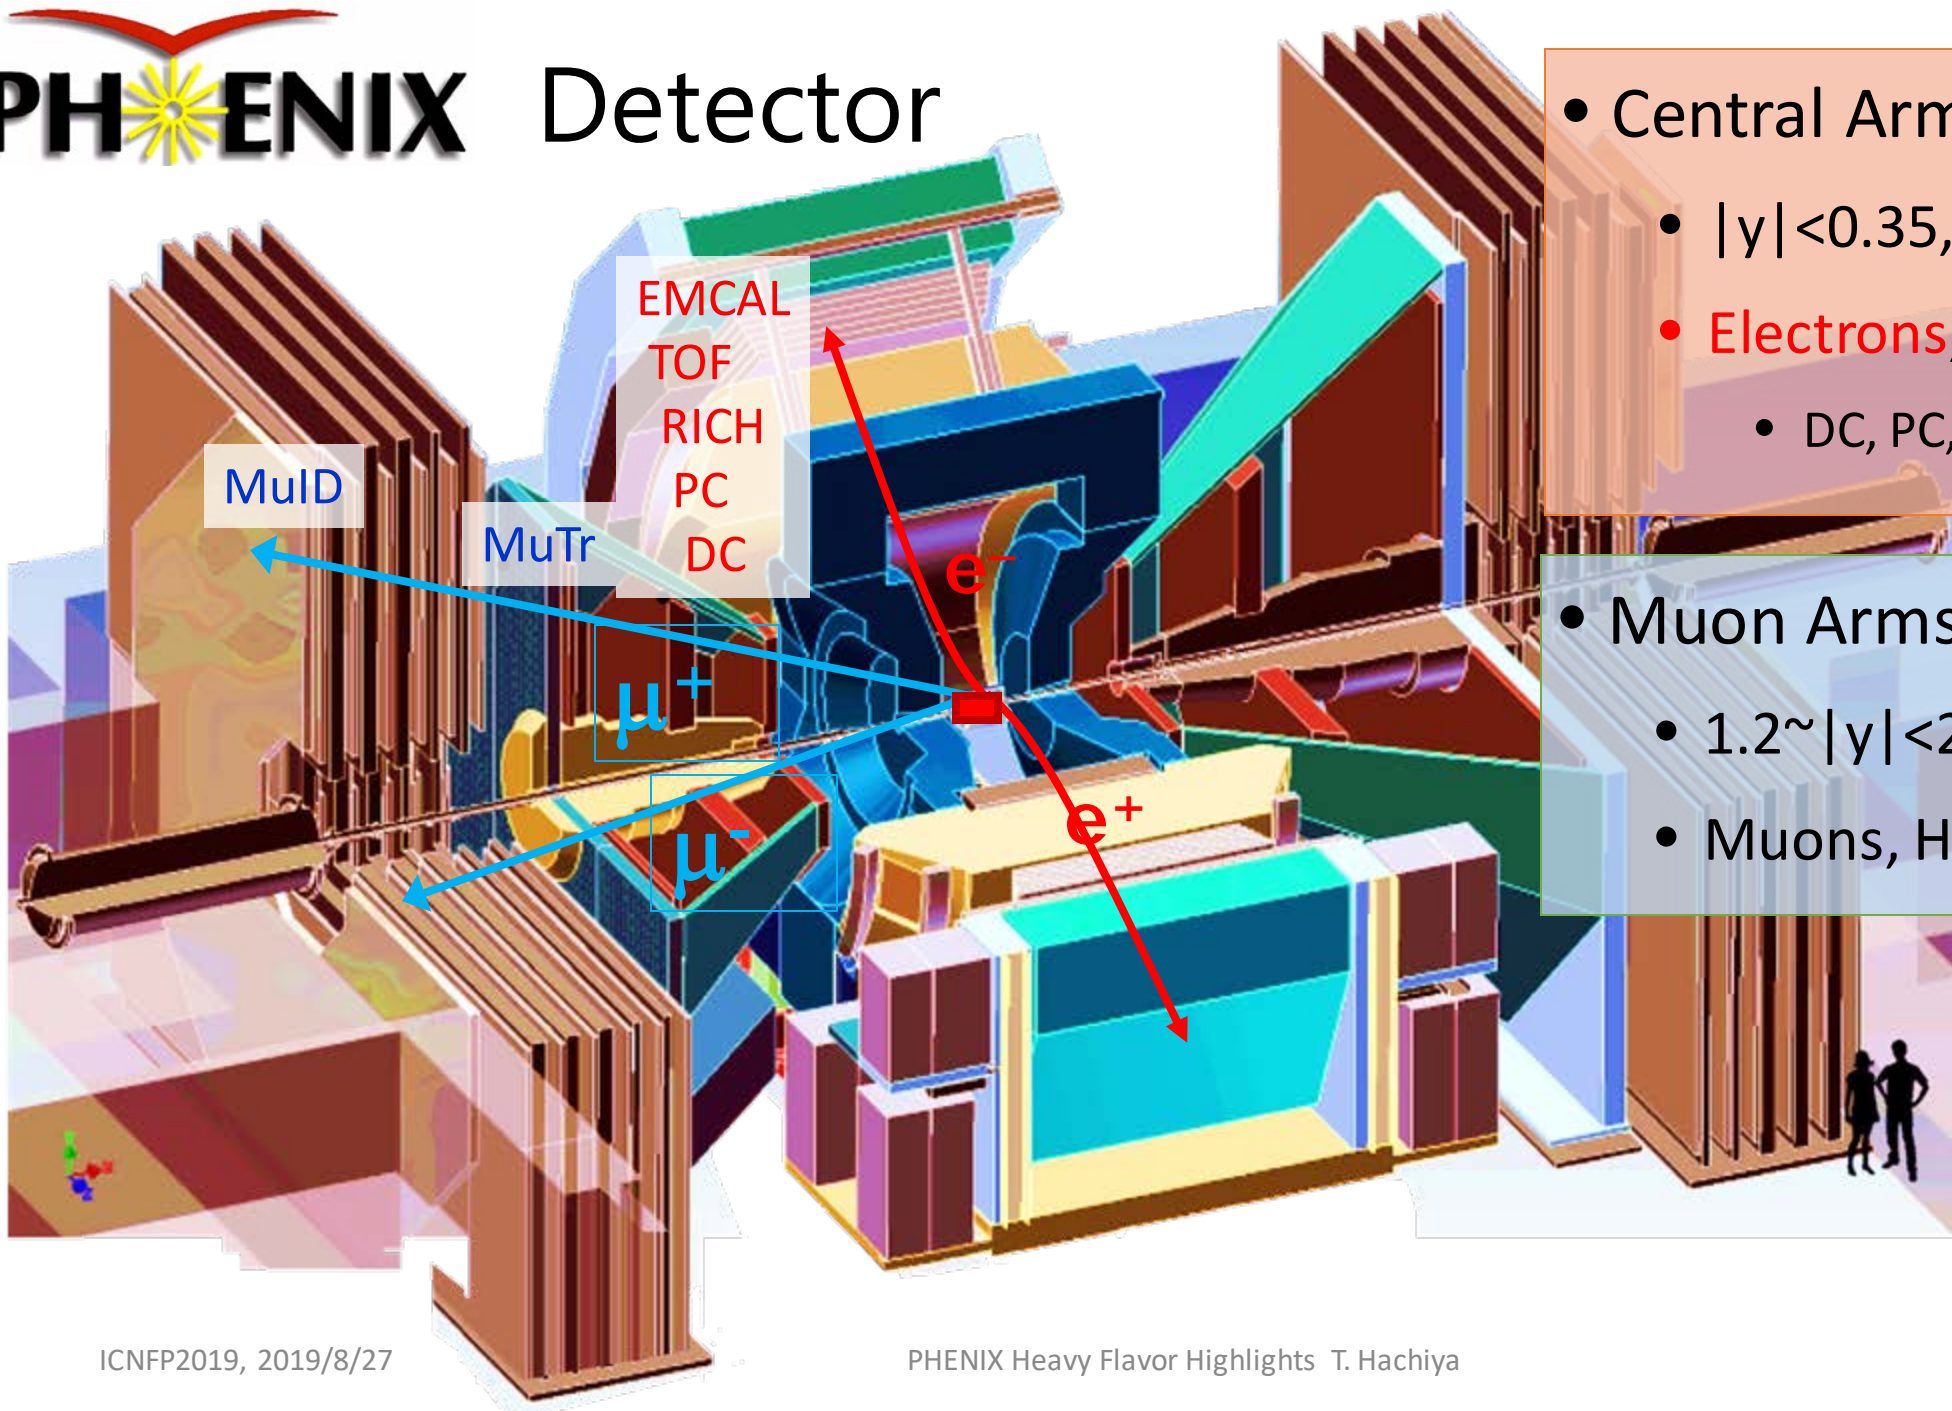 PHENIX
Detector
• Central Arm
• |y|<0.35,
• Electrons,
• DC, PC,
EMCAL
TOF
RICH
PC
DC
MuID
MuTr
e⁻
μ⁺
e⁺
μ⁻
• Muon Arms
• 1.2~|y|<2
• Muons, H
ICNFP2019, 2019/8/27
PHENIX Heavy Flavor Highlights T. Hachiya